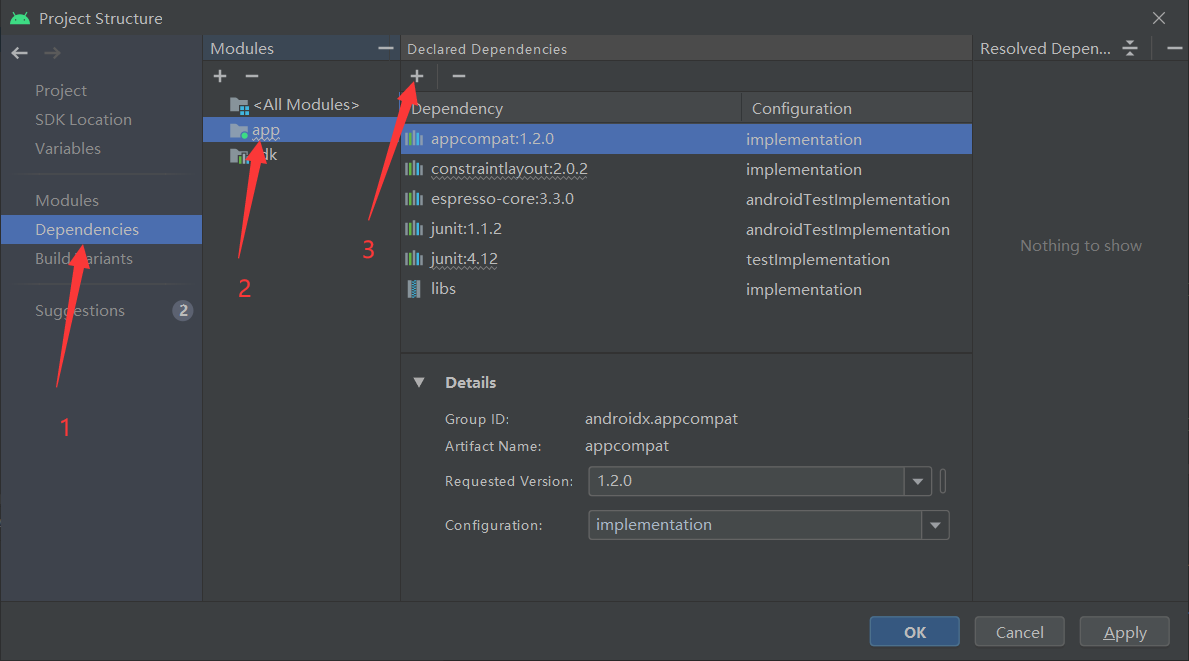 Project Structure
Modules
Declared Dependencies
Resolved Depen...
Project
SDK Location
Variables
Modules
Dependencies
Build Variants
Suggestions
2
<All Modules>
app
Dependency
Configuration
appcompat:1.2.0
implementation
constraintlayout:2.0.2
implementation
espresso-core:3.3.0
androidTestImplementation
junit:1.1.2
androidTestImplementation
junit:4.12
testImplementation
libs
implementation
Nothing to show
1
2
3
Details
Group ID:
androidx.appcompat
Artifact Name:
appcompat
Requested Version:
1.2.0
Configuration:
implementation
OK
Cancel
Apply